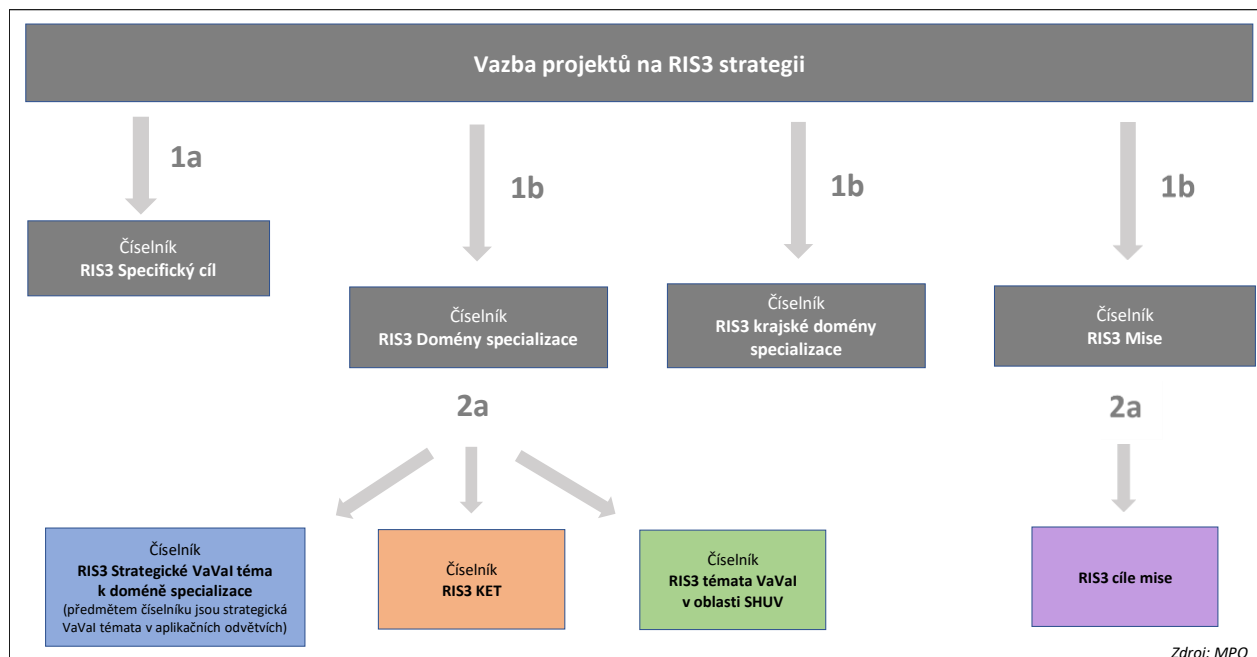 Vazba projektů na RIS3 strategii
1a
1b
1b
1b
Číselník
RIS3 Specifický cíl
Číselník
RIS3 Domény specializace
Číselník
RIS3 krajské domény
specializace
Číselník
RIS3 Mise
2a
2a
Číselník
RIS3 Strategické VaVaI téma
k doméně specializace
(předmětem číselníku jsou strategická
VaVaI témata v aplikačních odvětvích)
Číselník
RIS3 KET
Číselník
RIS3 témata VaVaI
v oblasti SHUV
RIS3 cíle mise
Zdroj: MPO